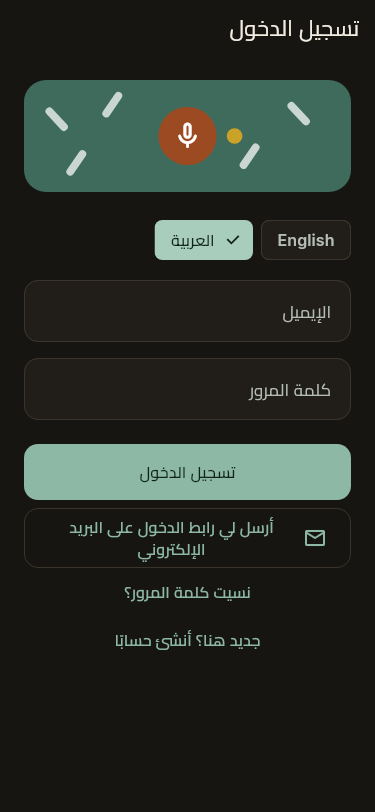 تسجيل الدخول
English
العربية
الإيميل
كلمة المرور
تسجيل الدخول
أرسل لي رابط الدخول على البريد
الإلكتروني
نسيت كلمة المرور؟
جديد هنا؟ أنشئ حسابًا